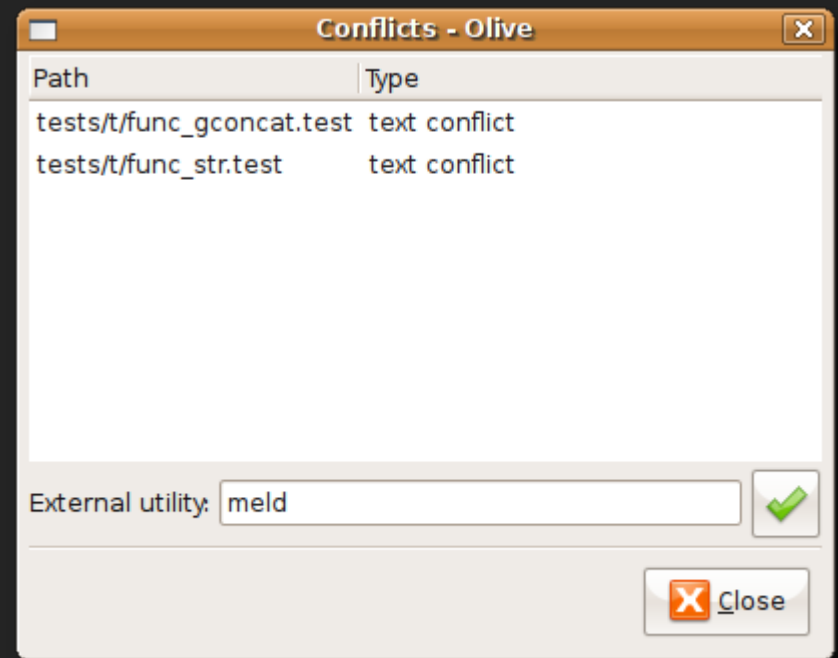 Conflicts - Olive
Path Type
tests/t/func_gconcat.test text conflict
tests/t/func_str.test text conflict
External utility: meld
Close